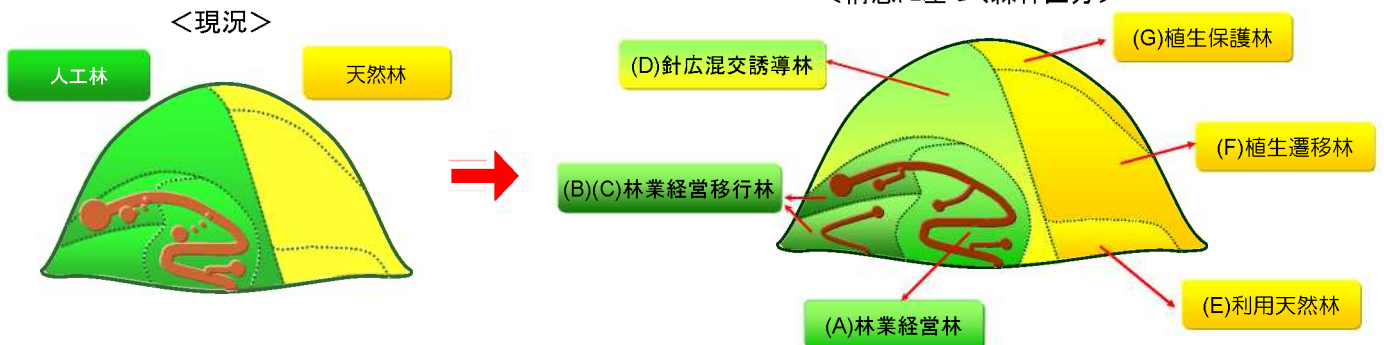 <現況>
人工林
天然林
(D)針広混交誘導林
(G)植生保護林
(F)植生遷移林
(B)(C)林業経営移行林
(E)利用天然林
(A)林業経営林